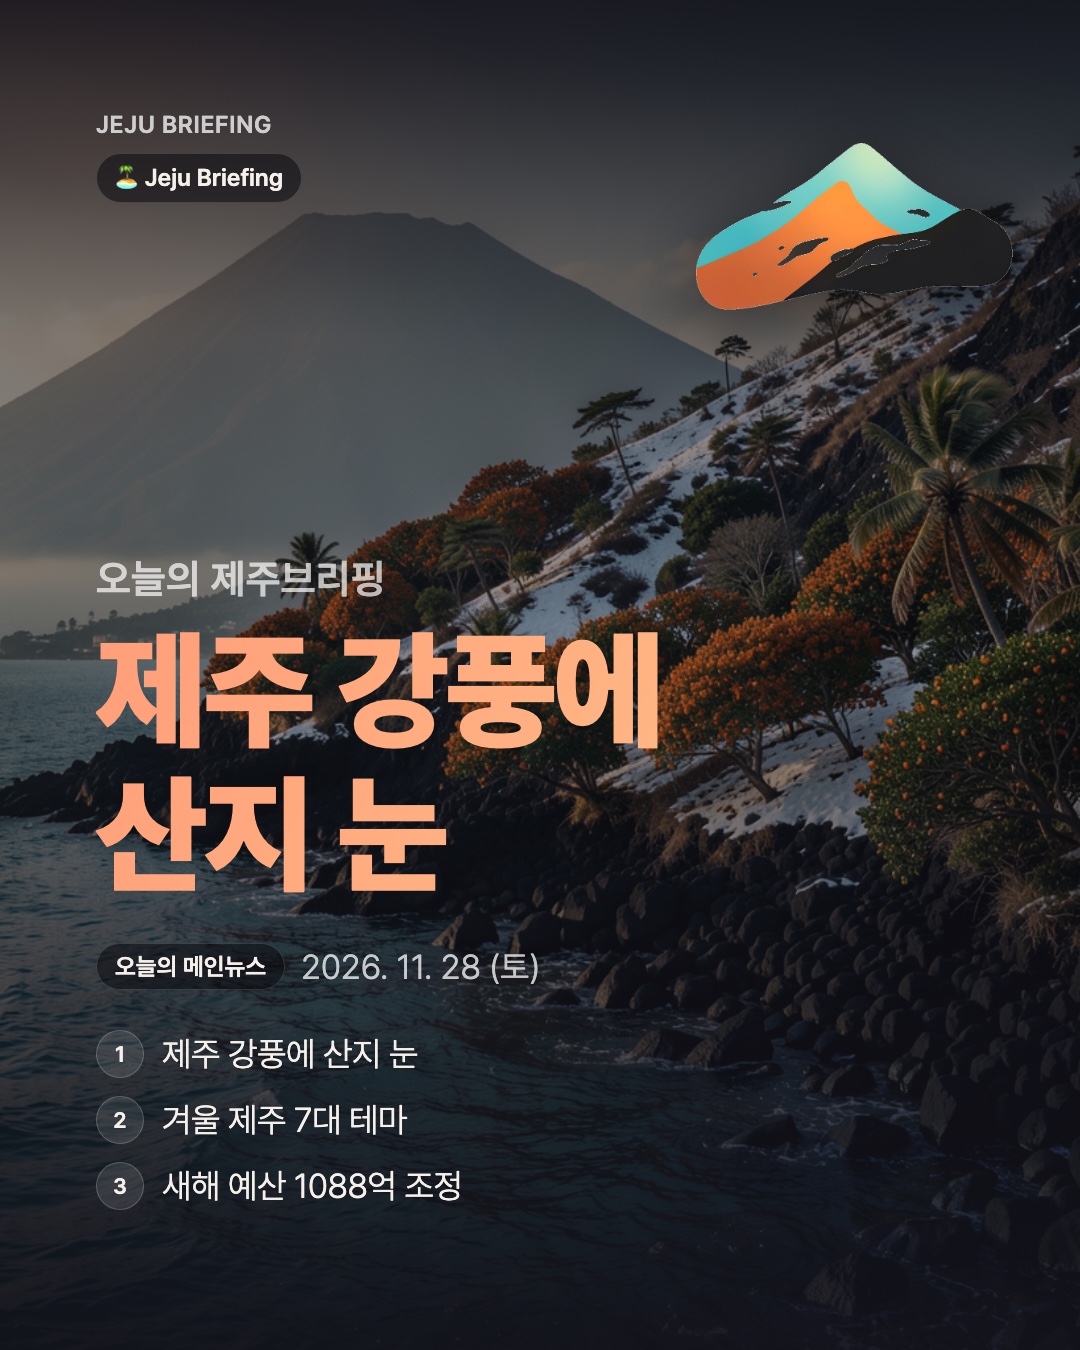 JEJU BRIEFING
🏝️ Jeju Briefing
오늘의 제주브리핑
제주 강풍에
산지 눈
오늘의 메인뉴스 2026. 11. 28 (토)
1 제주 강풍에 산지 눈
2 겨울 제주 7대 테마
3 새해 예산 1088억 조정